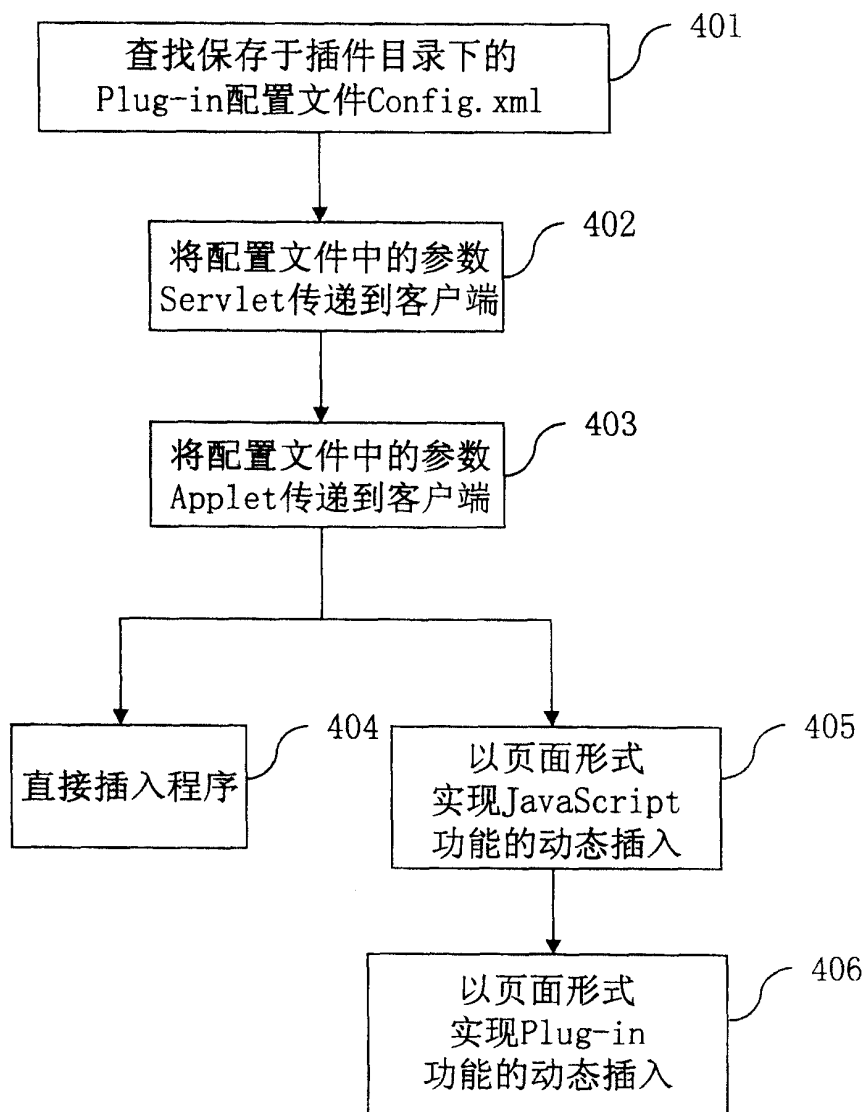 查找保存于插件目录下的
Plug-in配置文件Config.xml
401
将配置文件中的参数
Servlet传递到客户端
402
将配置文件中的参数
Applet传递到客户端
403
直接插入程序
404
以页面形式
实现JavaScript
功能的动态插入
405
以页面形式
实现Plug-in
功能的动态插入
406